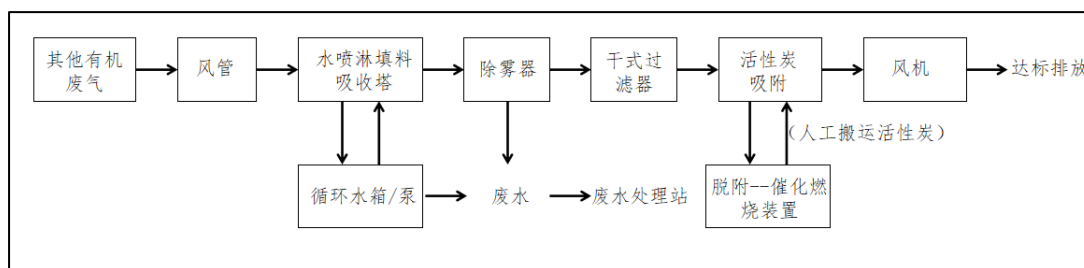 其他有机
废气
风管
水喷淋填料
吸收塔
除雾器
干式过
滤器
活性炭
吸附
风机
达标排放
（人工搬运活性炭）
循环水箱/泵
废水
废水处理站
脱附--催化燃
烧装置